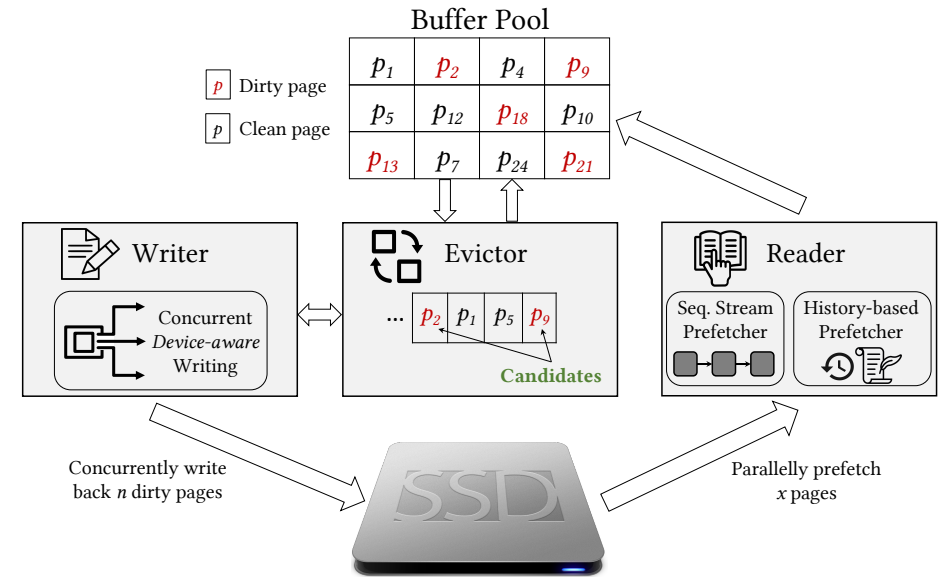 Buffer Pool
p Dirty page
p Clean page
p1 p2 p4 p9
p5 p12 p18 p10
p13 p7 p24 p21
Writer
Concurrent
Device-aware
Writing
Evictor
... p2 p1 p5 p9
Candidates
Reader
Seq. Stream
Prefetcher
History-based
Prefetcher
Concurrently write
back n dirty pages
SSD
Parallelly prefetch
x pages